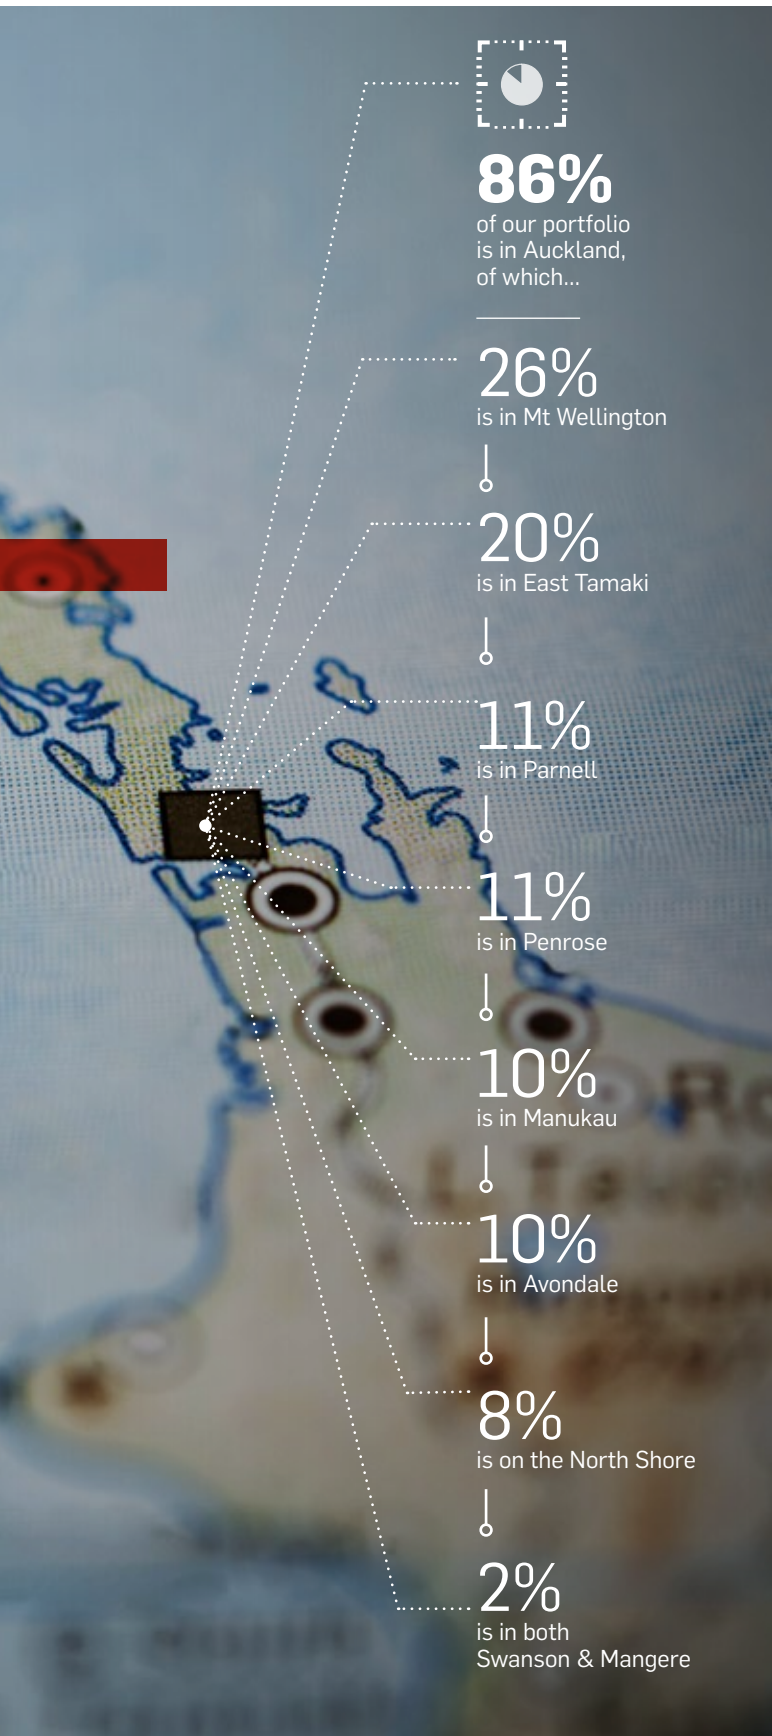 86%
of our portfolio
is in Auckland,
of which...
26%
is in Mt Wellington
20%
is in East Tamaki
11%
is in Parnell
11%
is in Penrose
10%
is in Manukau
10%
is in Avondale
8%
is on the North Shore
2%
is in both
Swanson & Mangere